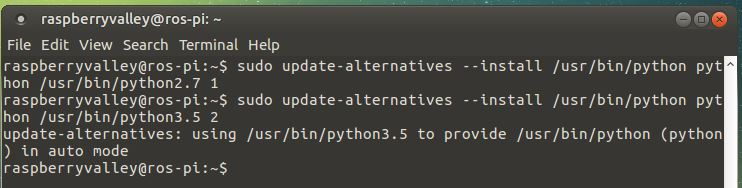 raspberryvalley@ros-pi: ~
File Edit View Search Terminal Help
raspberryvalley@ros-pi:~$ sudo update-alternatives --install /usr/bin/python pyt
hon /usr/bin/python2.7 1
raspberryvalley@ros-pi:~$ sudo update-alternatives --install /usr/bin/python pyt
hon /usr/bin/python3.5 2
update-alternatives: using /usr/bin/python3.5 to provide /usr/bin/python (python
) in auto mode
raspberryvalley@ros-pi:~$